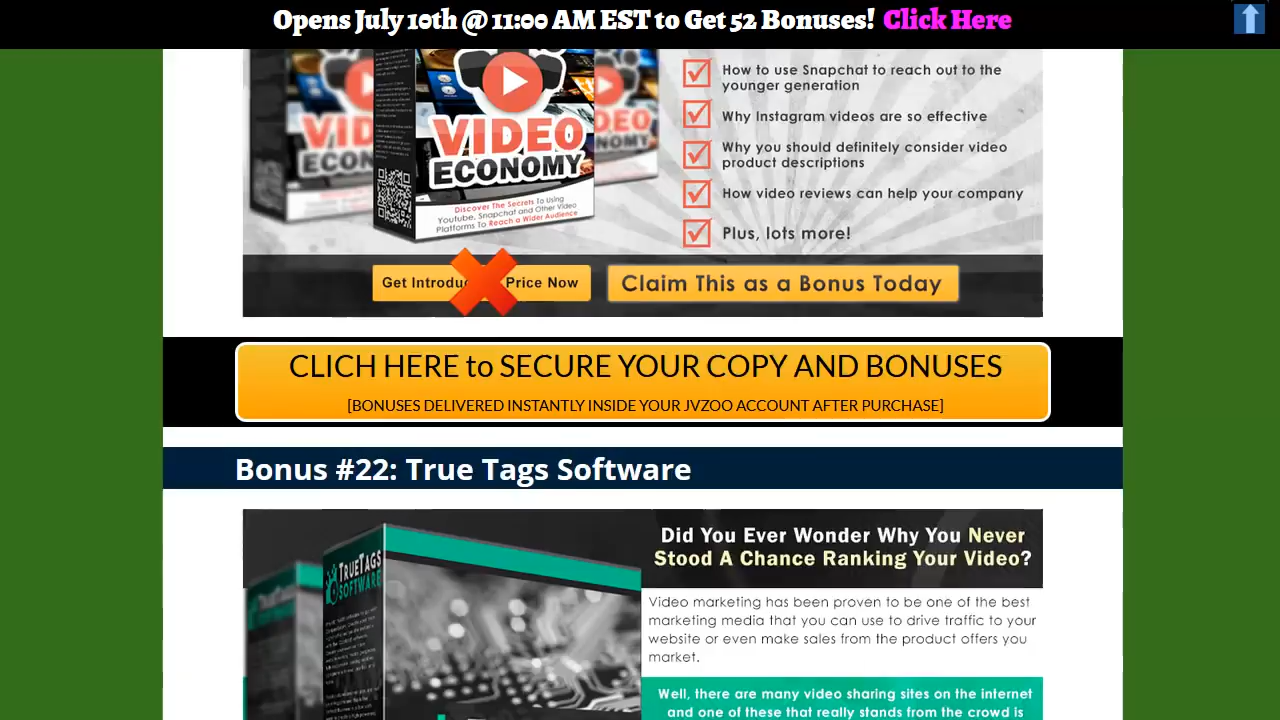 Opens July 10th @ 11:00 AM EST to Get 52 Bonuses! Click Here
How to use Snapchat to reach out to the
younger generation
Why Instagram videos are so effective
Why you should definitely consider video
product descriptions
How video reviews can help your company
Plus, lots more!
VIDEO
ECONOMY
Discover The Secrets To Using
Youtube, Snapchat and Other Video
Platforms To Reach a Wider Audience
Get Introdu Price Now
Claim This as a Bonus Today
CLICH HERE to SECURE YOUR COPY AND BONUSES
[BONUSES DELIVERED INSTANTLY INSIDE YOUR JVZOO ACCOUNT AFTER PURCHASE]
Bonus #22: True Tags Software
Did You Ever Wonder Why You Never
Stood A Chance Ranking Your Video?
TRUETAGS
SOFTWARE
Video marketing has been proven to be one of the best
marketing media that you can use to drive traffic to your
website or even make sales from the product offers you
market.
Well, there are many video sharing sites on the internet
and one of these that really stands from the crowd is